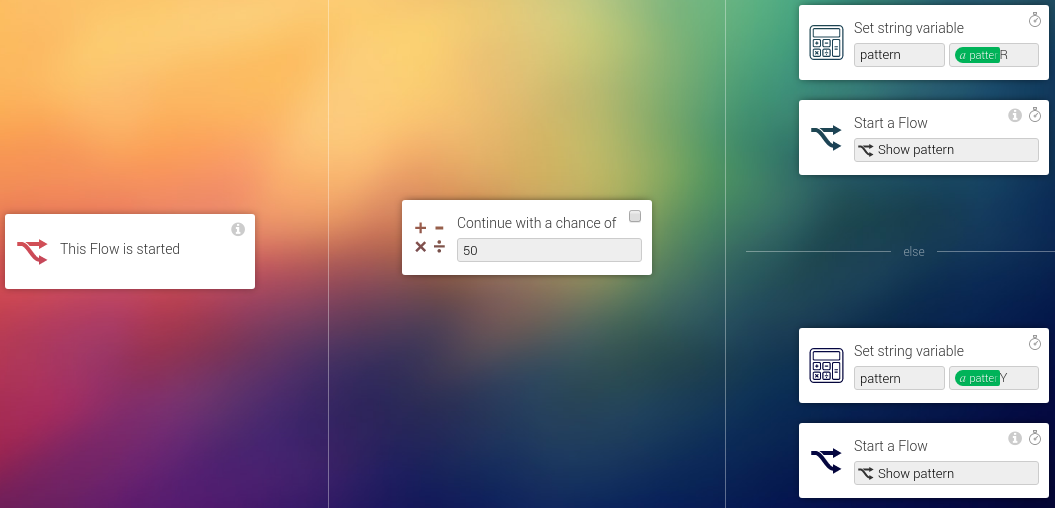 This Flow is started
Continue with a chance of
50
Set string variable
pattern
a patter R
Start a Flow
Show pattern
else
Set string variable
pattern
a patter Y
Start a Flow
Show pattern